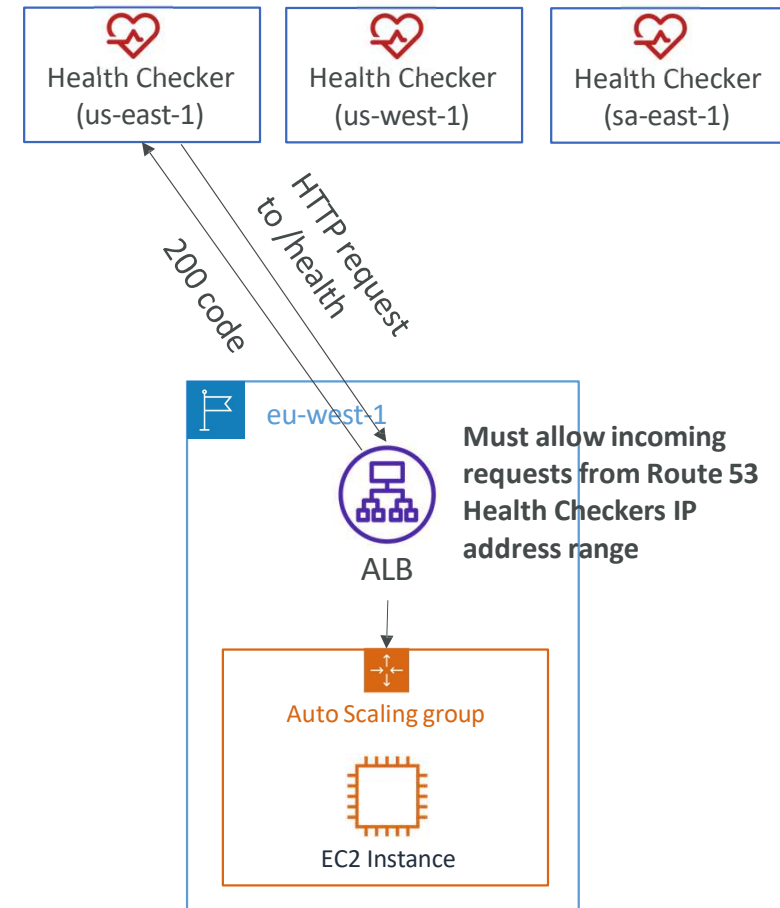 Health Checker
(us-east-1)
Health Checker
(us-west-1)
Health Checker
(sa-east-1)
HTTP request
to /health
200 code
eu-west-1
Must allow incoming
requests from Route 53
Health Checkers IP
address range
ALB
Auto Scaling group
EC2 Instance